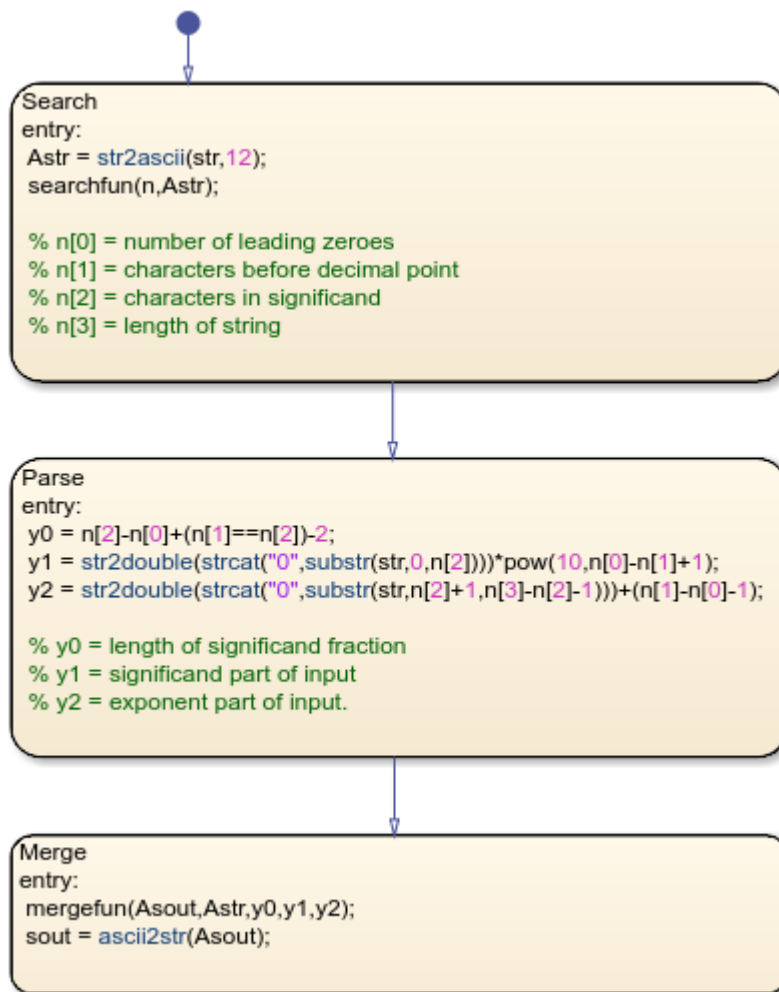 Search
entry:
Astr = str2ascii(str,12);
searchfun(n,Astr);
% n[0] = number of leading zeroes
% n[1] = characters before decimal point
% n[2] = characters in significand
% n[3] = length of string
Parse
entry:
y0 = n[2]-n[0]+(n[1]==n[2])-2;
y1 = str2double(strcat("0",substr(str,0,n[2])))*pow(10,n[0]-n[1]+1);
y2 = str2double(strcat("0",substr(str,n[2]+1,n[3]-n[2]-1)))+(n[1]-n[0]-1);
% y0 = length of significand fraction
% y1 = significand part of input
% y2 = exponent part of input.
Merge
entry:
mergefun(Asout,Astr,y0,y1,y2);
sout = ascii2str(Asout);